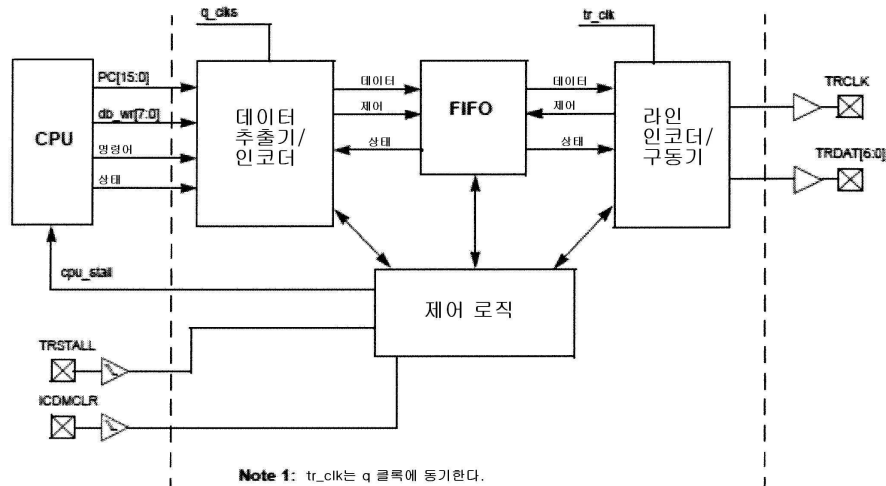 q_clks
tr_clk
PC[15:0]
db_wr[7:0]
명령어
상태
CPU
데이터
추출기/
인코더
데이터
제어
상태
FIFO
데이터
제어
상태
라인
인코더/
구동기
TRCLK
TRDAT[6:0]
cpu_stall
제어 로직
TRSTALL
ICDMCLR
Note 1: tr_clk는 q 클록에 동기한다.